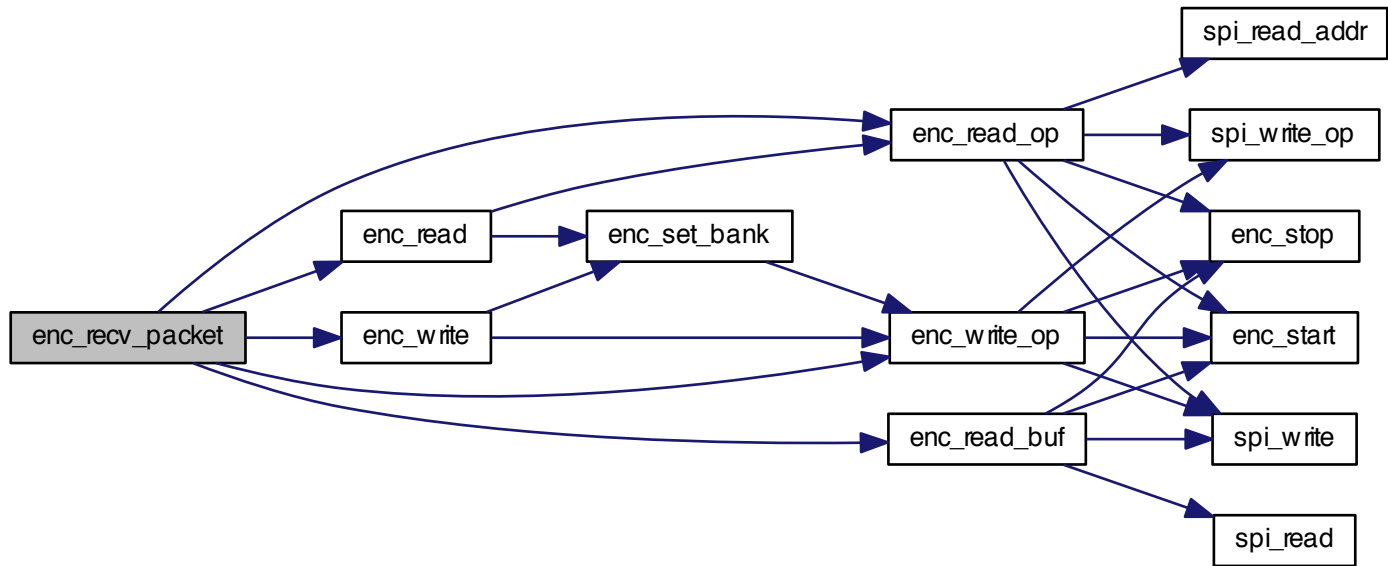 spi_read_addr
enc_read_op
spi_write_op
enc_read
enc_set_bank
enc_stop
enc_recv_packet
enc_write
enc_write_op
enc_start
enc_read_buf
spi_write
spi_read